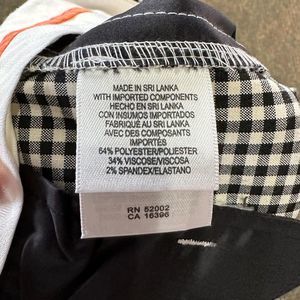 MADE IN SRI LANKA
WITH IMPORTED COMPONENTS
HECHO EN SRI LANKA
CON INSUMOS IMPORTADOS
FABRIQUÉ AU SRI LANKA
AVEC DES COMPOSANTS
IMPORTÉS
64% POLYESTER/POLIESTER
34% VISCOSE/VISCOSA
2% SPANDEX/ELASTANO
RN 52002
CA 16396